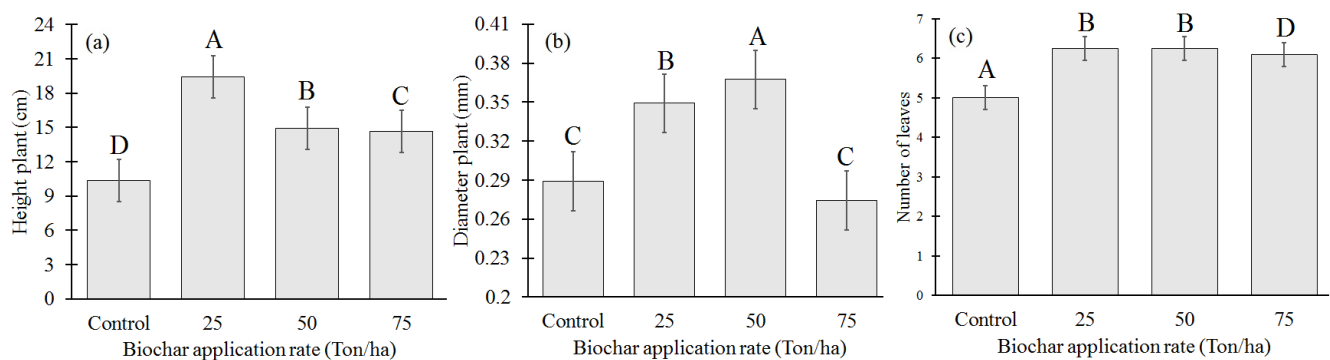 (a)
Height plant (cm)
24
21
18
15
12
9
6
3
0
D
A
B
C
Control 25 50 75
Biochar application rate (Ton/ha)
(b)
Diameter plant (mm)
0.41
0.38
0.35
0.32
0.29
0.26
0.23
0.2
C
B
A
C
Control 25 50 75
Biochar application rate (Ton/ha)
(c)
Number of leaves
7
6
5
4
3
2
1
0
A
B
B
D
Control 25 50 75
Biochar application rate (Ton/ha)